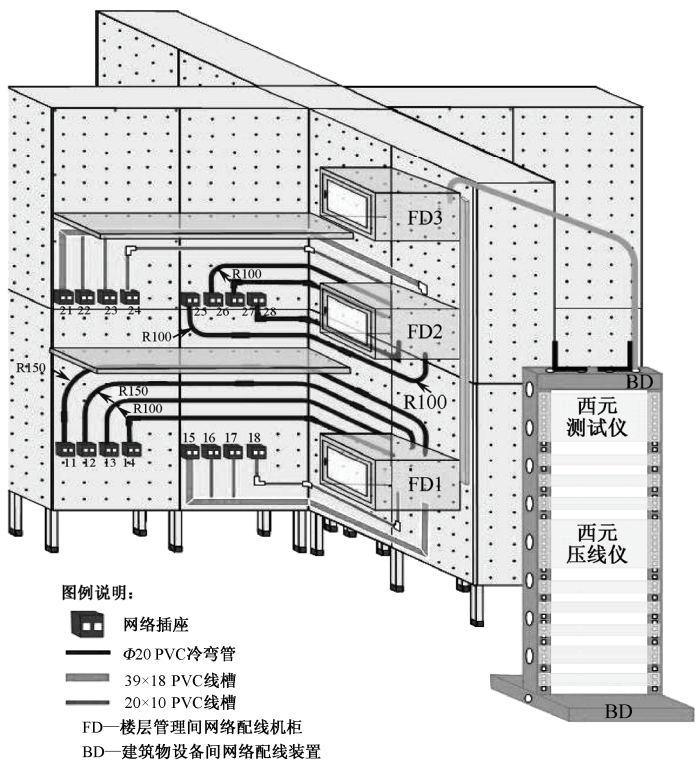 FD3
21 22 23 24
R100
25 26 27 28
FD2
R100
R150
R150
R100
R100
BD
西元
测试仪
11 12 13 14
15 16 17 18
FD1
西元
压线仪
BD
图例说明：
网络插座
Φ20 PVC冷弯管
39×18 PVC线槽
20×10 PVC线槽
FD—楼层管理间网络配线机柜
BD—建筑物设备间网络配线装置